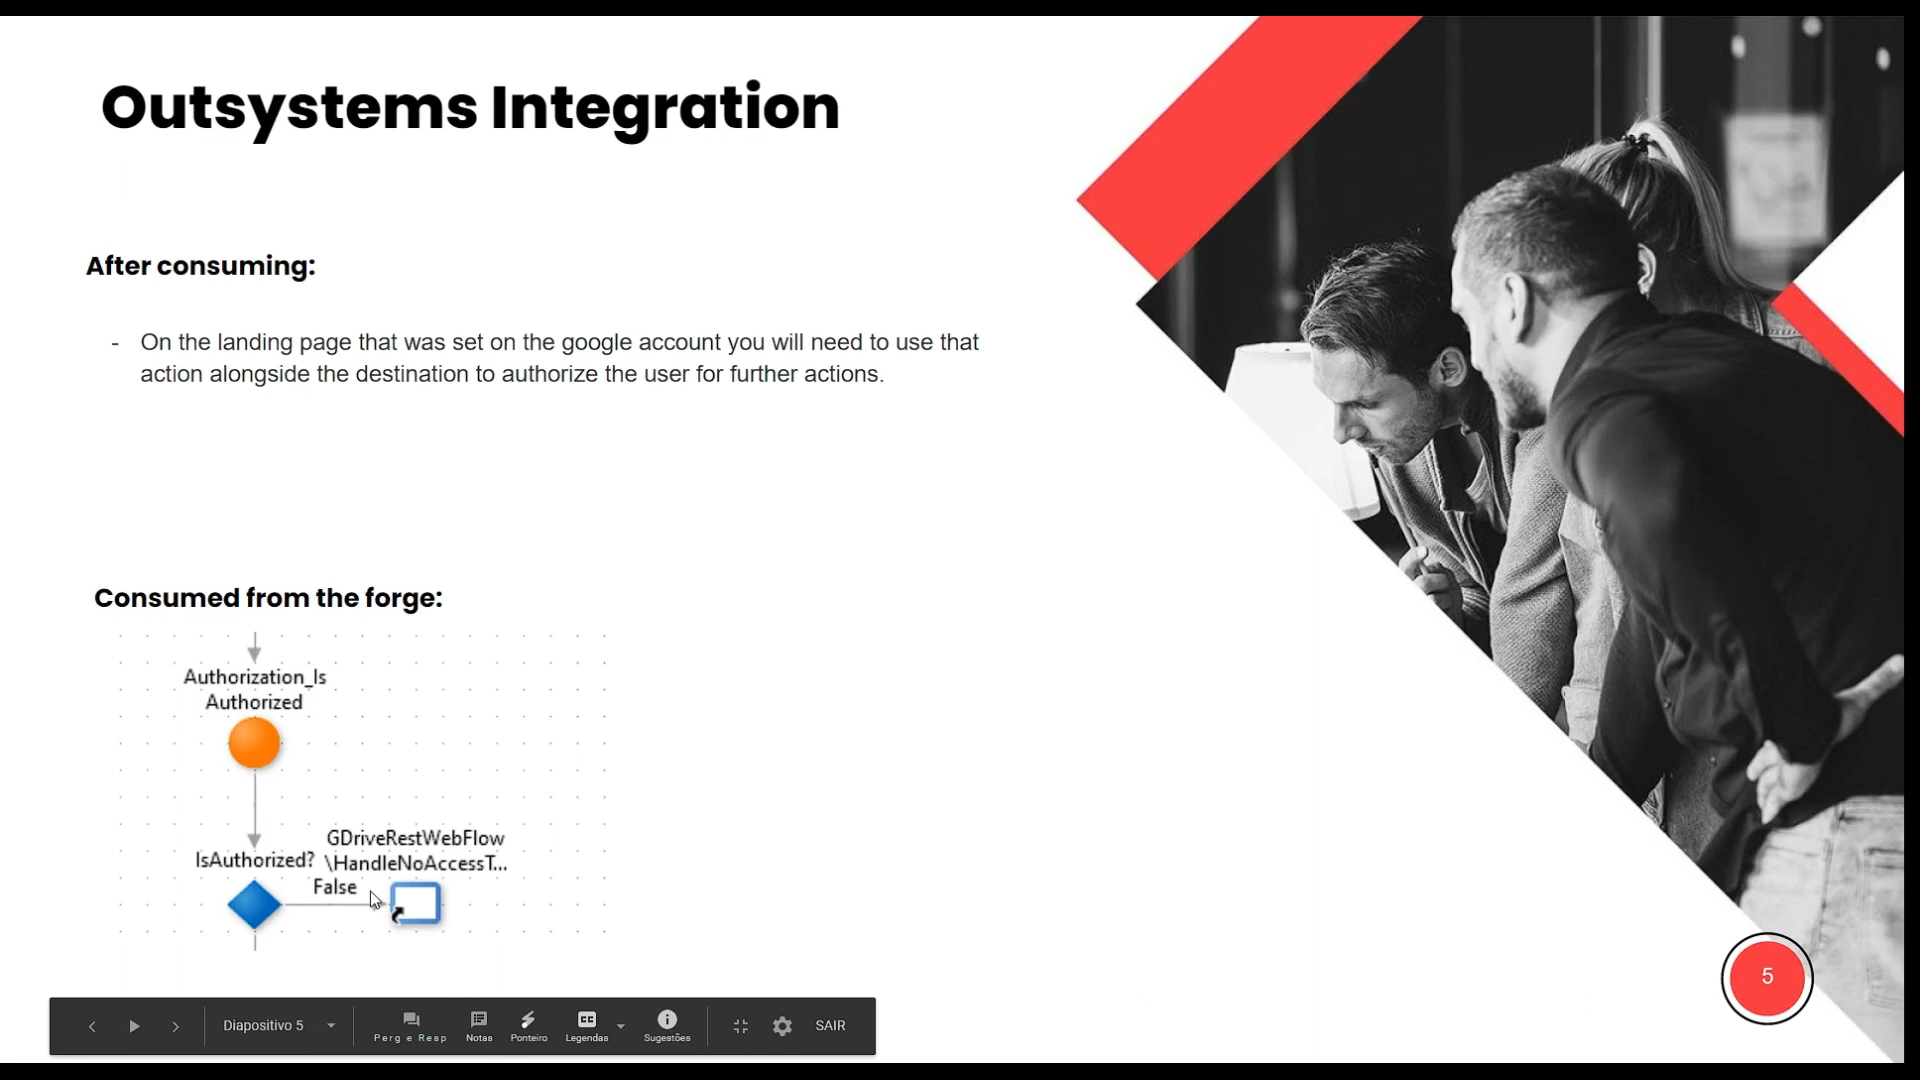 Outsystems Integration
After consuming:
- On the landing page that was set on the google account you will need to use that
action alongside the destination to authorize the user for further actions.
Consumed from the forge:
Authorization_Is
Authorized
GDriveRestWebFlow
\HandleNoAccessT...
IsAuthorized?
False
5
Diapositivo 5
Perg e Resp
Notas
Ponteiro
CC
Legendas
Sugestões
SAIR